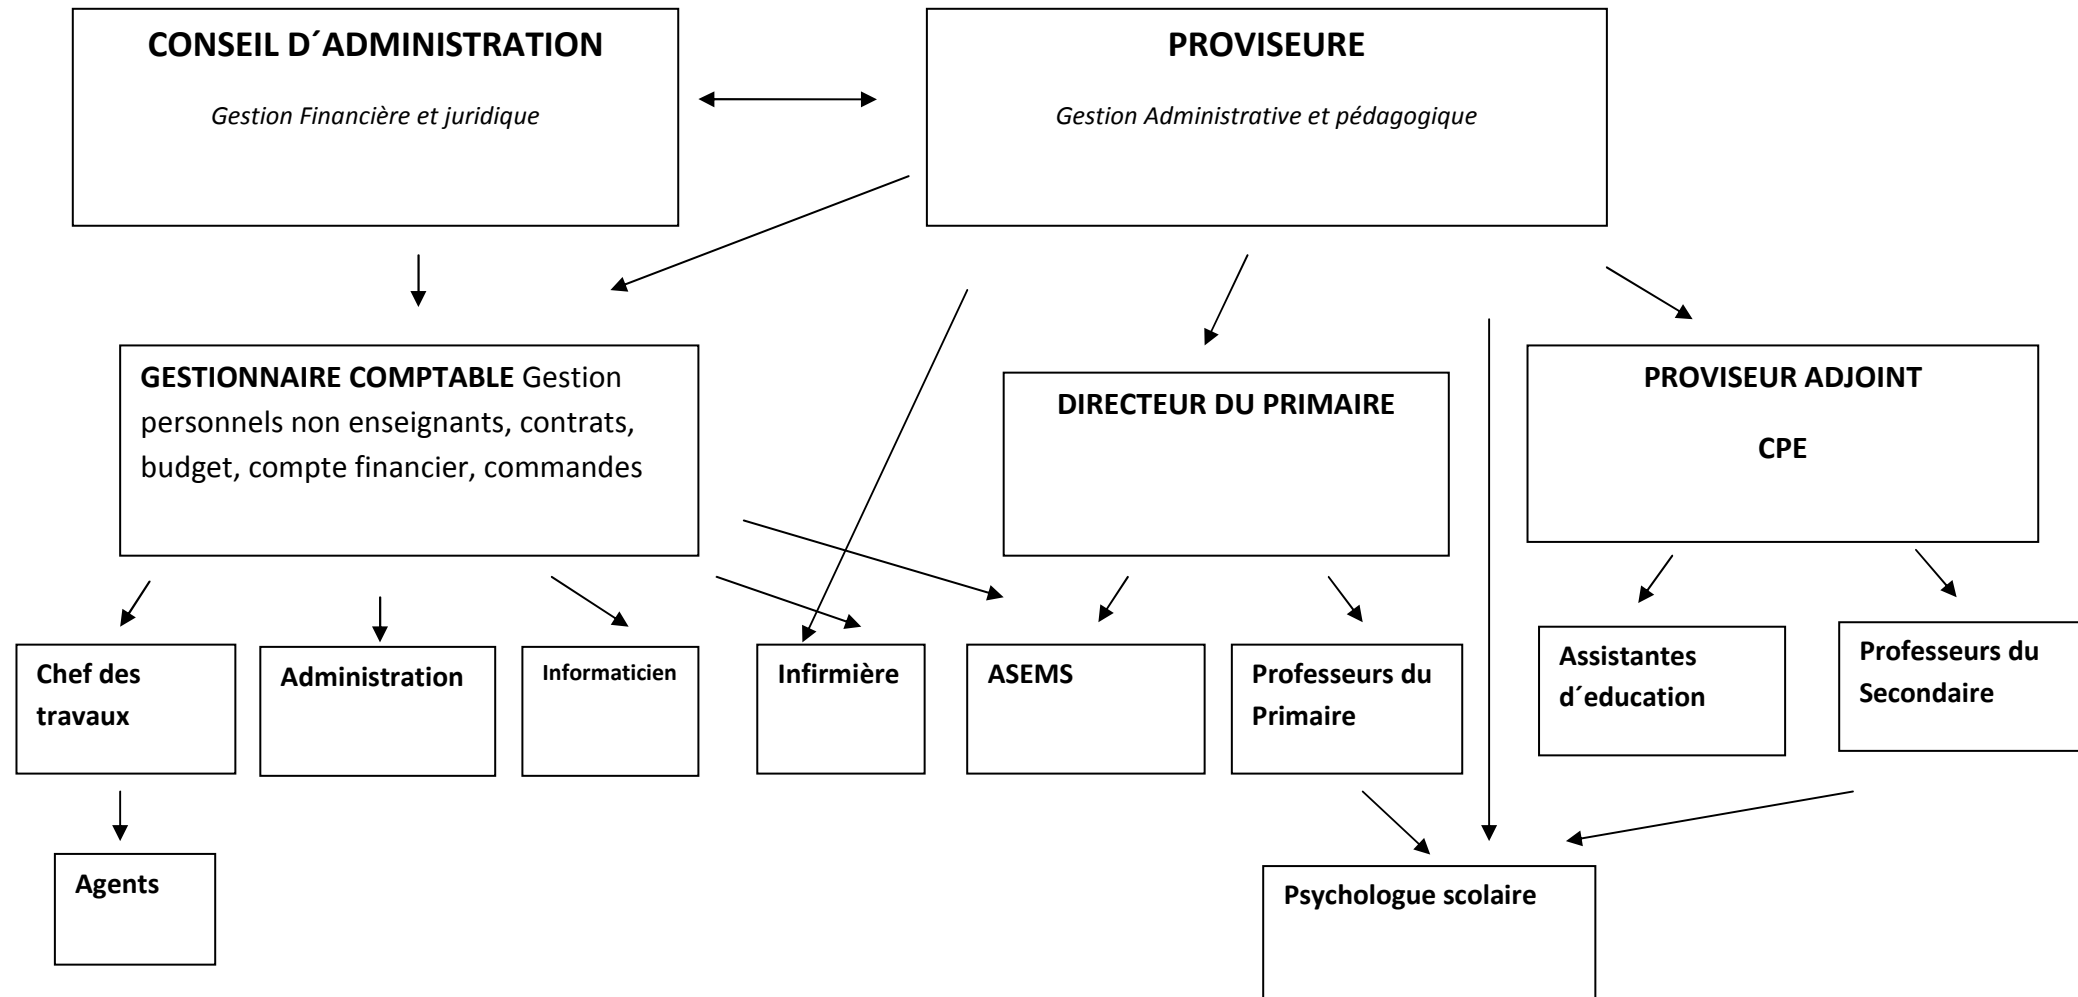 CONSEIL D´ADMINISTRATION
Gestion Financière et juridique
PROVISEURE
Gestion Administrative et pédagogique
GESTIONNAIRE COMPTABLE Gestion
personnels non enseignants, contrats,
budget, compte financier, commandes
DIRECTEUR DU PRIMAIRE
PROVISEUR ADJOINT
CPE
Chef des
travaux
Administration
Informaticien
Infirmière
ASEMS
Professeurs du
Primaire
Assistantes
d´education
Professeurs du
Secondaire
Agents
Psychologue scolaire